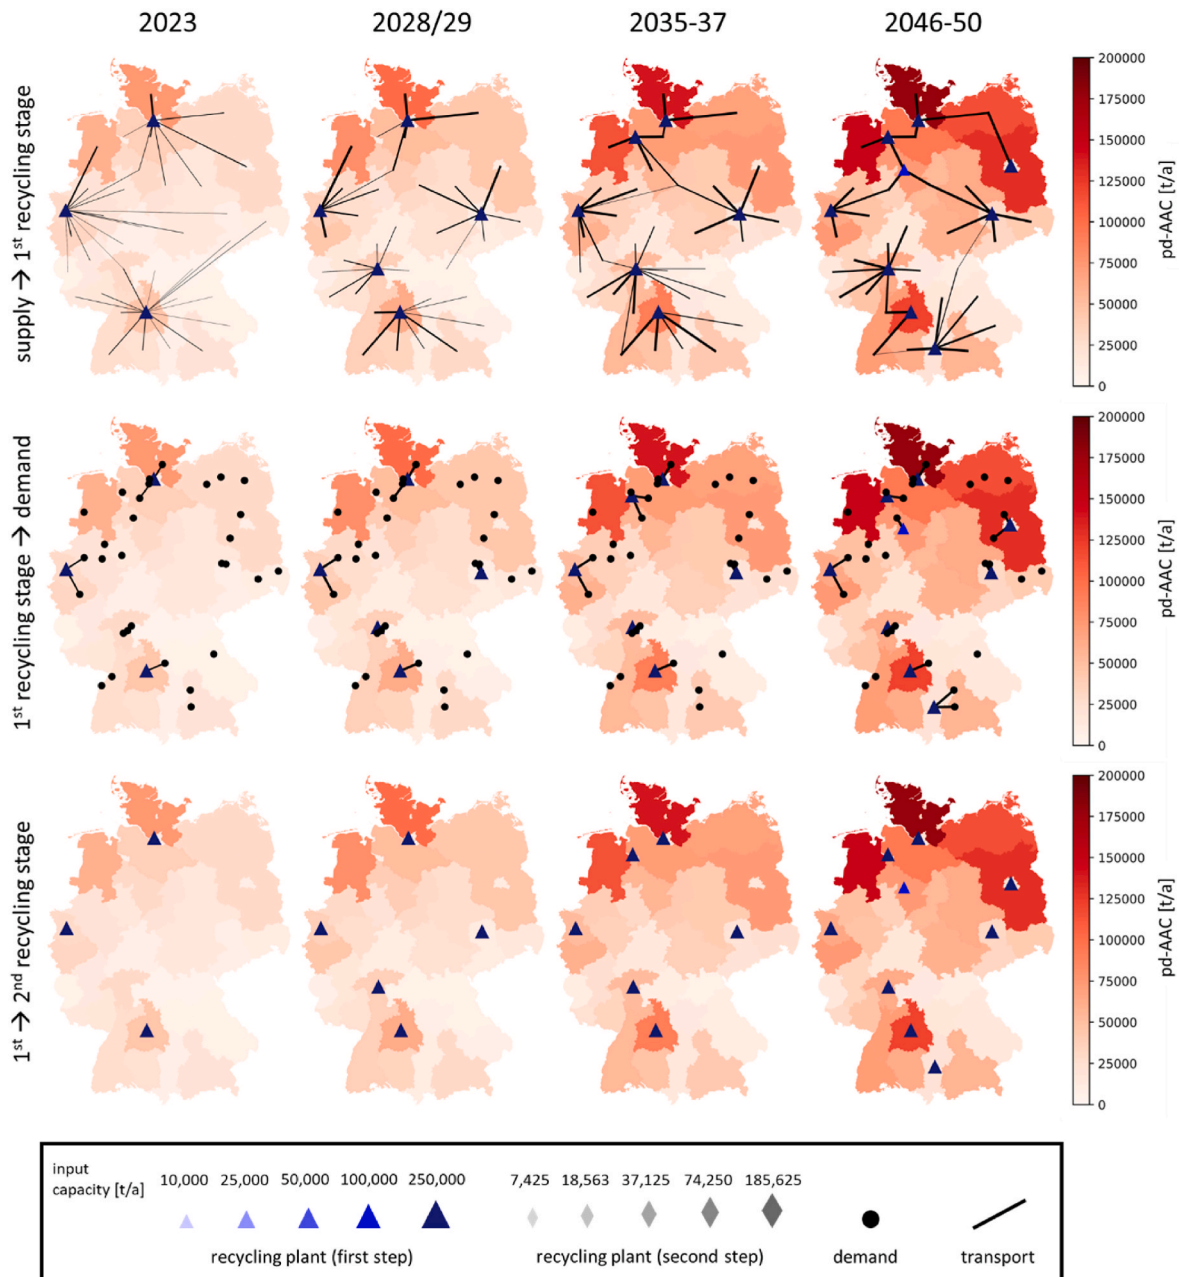 2023 2028/29 2035-37 2046-50
supply → 1st recycling stage
200000
175000
150000
125000
100000
75000
50000
25000
0
pd-AAC [t/a]
1st recycling stage → demand
200000
175000
150000
125000
100000
75000
50000
25000
0
pd-AAC [t/a]
1st → 2nd recycling stage
200000
175000
150000
125000
100000
75000
50000
25000
0
pd-AAC [t/a]
input
capacity [t/a]
10,000 25,000 50,000 100,000 250,000 7,425 18,563 37,125 74,250 185,625
recycling plant (first step) recycling plant (second step) demand transport